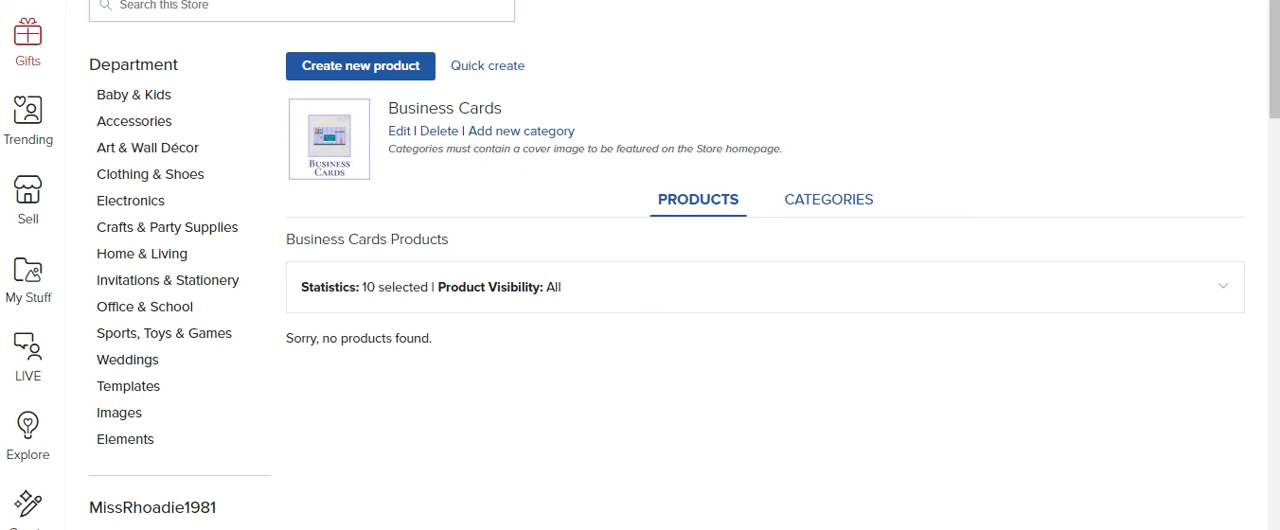 Search this Store
Gifts
Trending
Sell
My Stuff
LIVE
Explore
Department
Baby & Kids
Accessories
Art & Wall Décor
Clothing & Shoes
Electronics
Crafts & Party Supplies
Home & Living
Invitations & Stationery
Office & School
Sports, Toys & Games
Weddings
Templates
Images
Elements
MissRhoadie1981
Create new product Quick create
BUSINESS
CARDS
Business Cards
Edit | Delete | Add new category
Categories must contain a cover image to be featured on the Store homepage.
PRODUCTS CATEGORIES
Business Cards Products
Statistics: 10 selected | Product Visibility: All
Sorry, no products found.